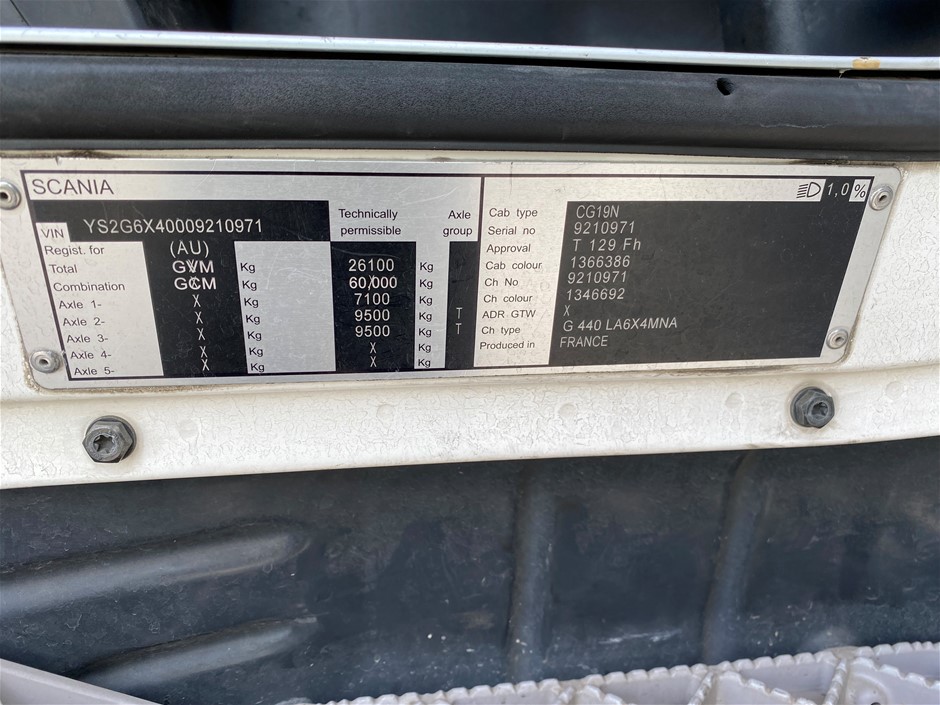 SCANIA 1,0 %
VIN YS2G6X40009210971 Technically permissible Axle group
Regist. for (AU)
Total GVM Kg 26100 Kg
Combination GCM Kg 60,000 Kg
Axle 1- X Kg 7100 Kg
Axle 2- X Kg 9500 Kg T
Axle 3- X Kg 9500 Kg T
Axle 4- X Kg X Kg
Axle 5- X Kg X Kg
Cab type CG19N
Serial no 9210971
Approval T 129 Fh
Cab colour 1366386
Ch No 9210971
Ch colour 1346692
ADR GTW X
Ch type G 440 LA6X4MNA
Produced in FRANCE